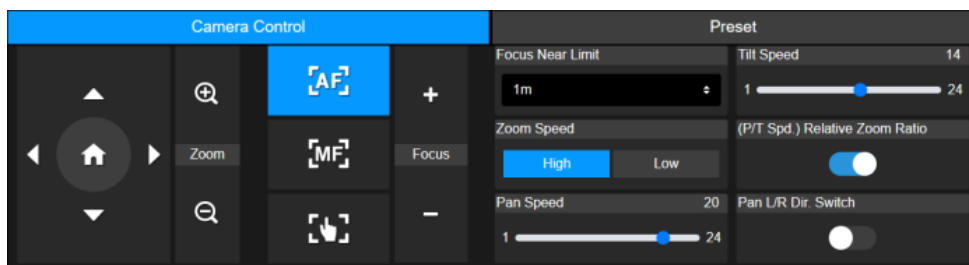 Camera Control
Preset
AF
MF
+
-
Zoom
Focus
Focus Near Limit
1m
Tilt Speed 14
1 24
Zoom Speed
High Low
(P/T Spd.) Relative Zoom Ratio
Pan Speed 20
1 24
Pan L/R Dir. Switch